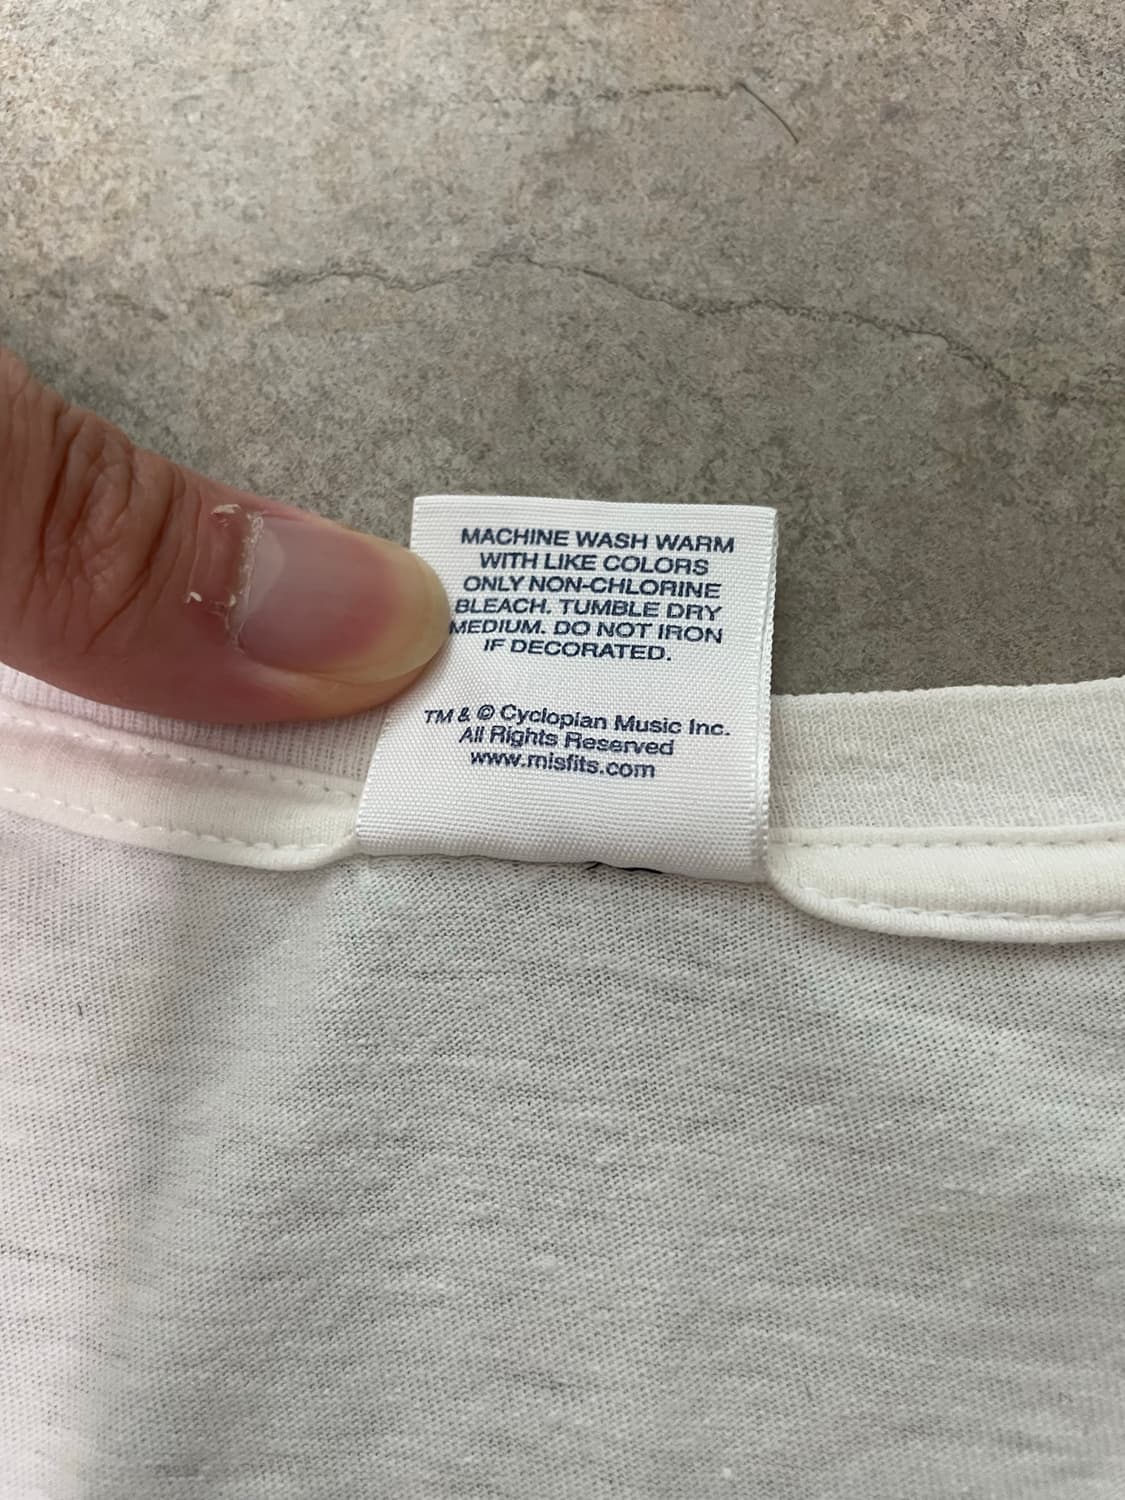 MACHINE WASH WARM
WITH LIKE COLORS
ONLY NON-CHLORINE
BLEACH. TUMBLE DRY
MEDIUM. DO NOT IRON
IF DECORATED.
TM & © Cyclopian Music Inc.
All Rights Reserved
www.misfits.com